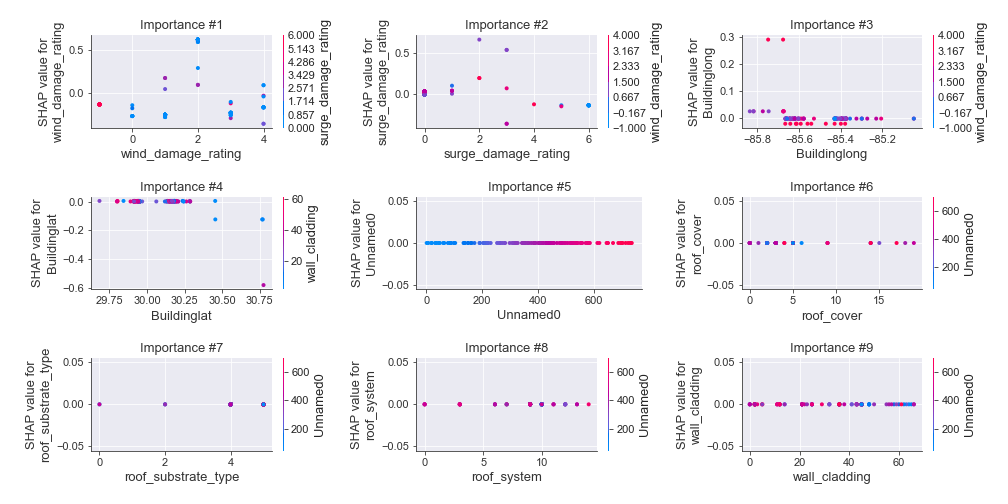 Importance #1
SHAP value for
wind_damage_rating
0.5
0.0
0
1
2
3
4
wind_damage_rating
6.000
5.143
4.286
3.429
2.571
1.714
0.857
0.000
surge_damage_rating
Importance #2
SHAP value for
surge_damage_rating
0.5
0.0
0
2
4
6
surge_damage_rating
4.000
3.167
2.333
1.500
0.667
−0.167
−1.000
wind_damage_rating
Importance #3
SHAP value for
Buildinglong
0.3
0.2
0.1
0.0
−85.8
−85.6
−85.4
−85.2
Buildinglong
4.000
3.167
2.333
1.500
0.667
−0.167
−1.000
wind_damage_rating
Importance #4
SHAP value for
Buildinglat
0.0
−0.2
−0.4
−0.6
29.75
30.00
30.25
30.50
30.75
Buildinglat
60
40
20
wall_cladding
Importance #5
SHAP value for
Unnamed0
0.05
0.00
−0.05
0
200
400
600
Unnamed0
Importance #6
SHAP value for
roof_cover
0.05
0.00
−0.05
0
5
10
15
roof_cover
600
400
200
Unnamed0
Importance #7
SHAP value for
roof_substrate_type
0.05
0.00
−0.05
0
2
4
roof_substrate_type
600
400
200
Unnamed0
Importance #8
SHAP value for
roof_system
0.05
0.00
−0.05
0
5
10
roof_system
600
400
200
Unnamed0
Importance #9
SHAP value for
wall_cladding
0.05
0.00
−0.05
0
20
40
60
wall_cladding
600
400
200
Unnamed0